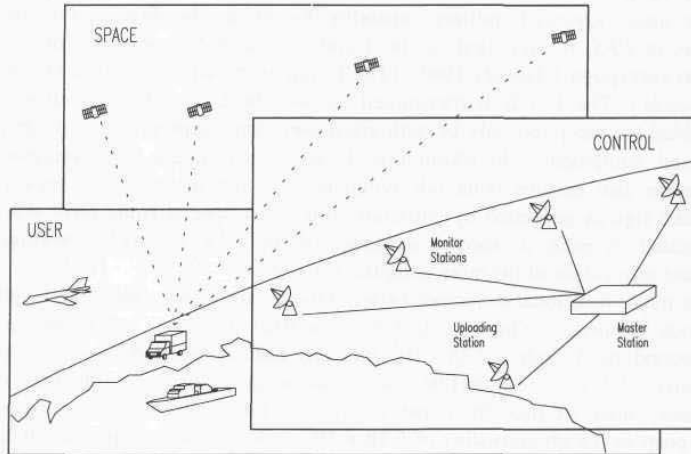 SPACE
CONTROL
USER
Monitor
Stations
Uploading
Station
Master
Station